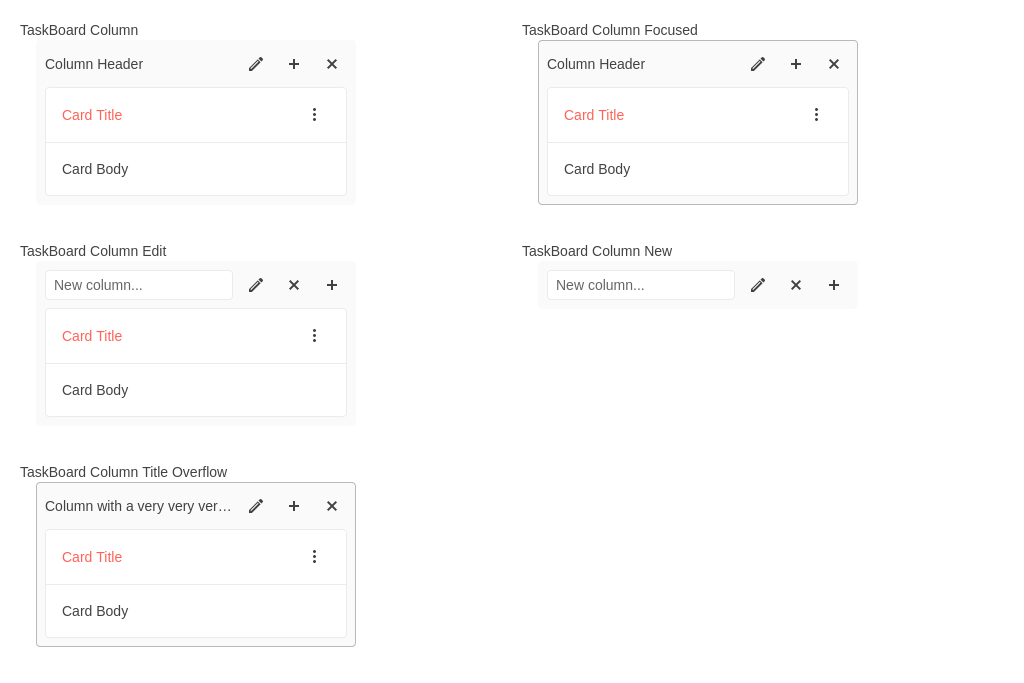 TaskBoard Column
Column Header
Card Title
Card Body
TaskBoard Column Focused
Column Header
Card Title
Card Body
TaskBoard Column Edit
New column...
Card Title
Card Body
TaskBoard Column New
New column...
TaskBoard Column Title Overflow
Column with a very very ver…
Card Title
Card Body